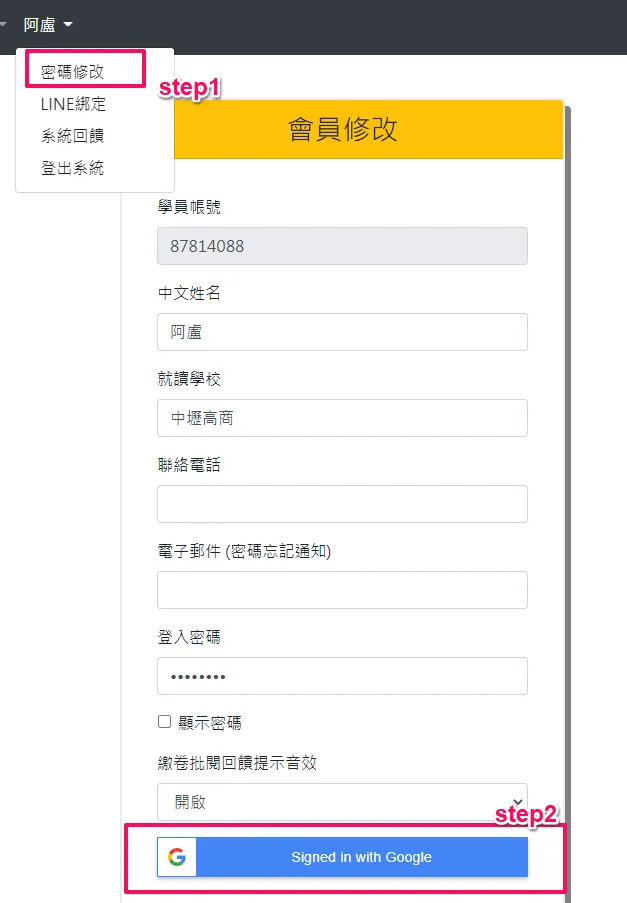 阿盧
密碼修改
step1
LINE綁定
系統回饋
登出系統
會員修改
學員帳號
87814088
中文姓名
阿盧
就讀學校
中壢高商
聯絡電話
電子郵件 (密碼忘記通知)
登入密碼
••••••••
顯示密碼
繳卷批閱回饋提示音效
開啟
step2
Signed in with Google